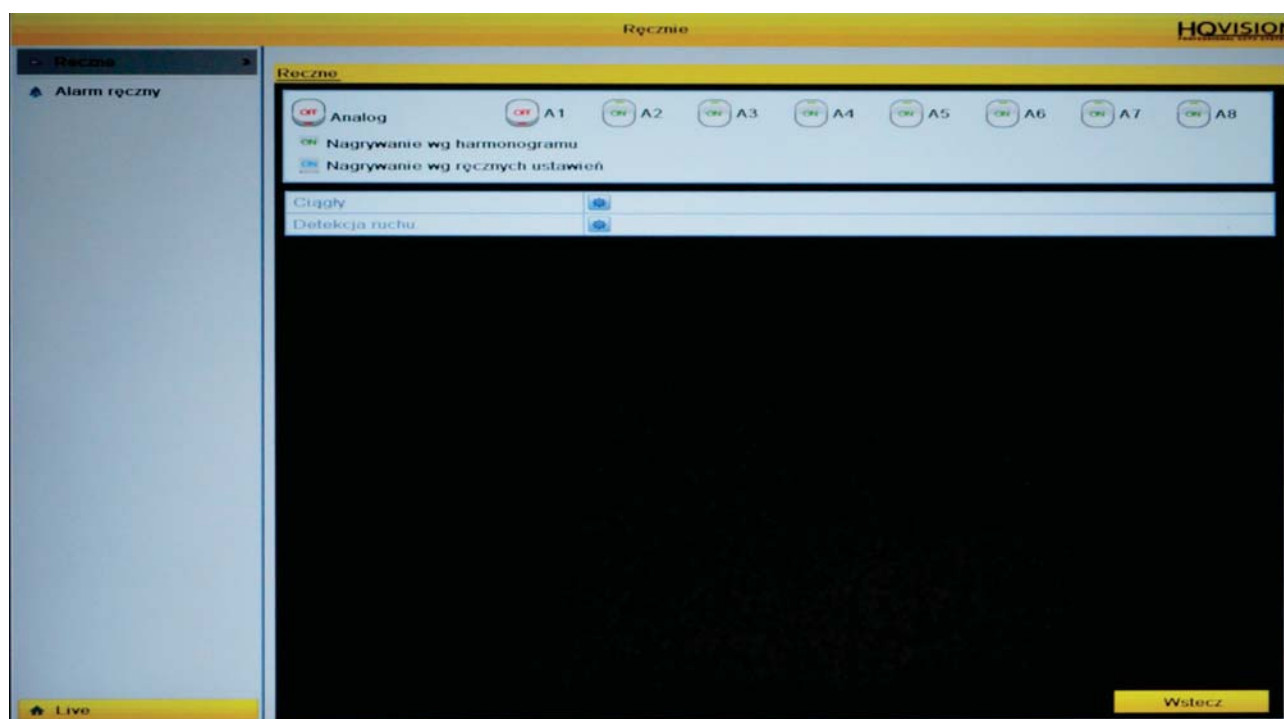 Ręcznie
HQVISION
Ręczne
Alarm ręczny
Ręczne
OFF Analog OFF A1 ON A2 ON A3 ON A4 ON A5 ON A6 ON A7 ON A8
ON Nagrywanie wg harmonogramu
ON Nagrywanie wg ręcznych ustawień
Ciągły
Detekcja ruchu
Live
Wstecz